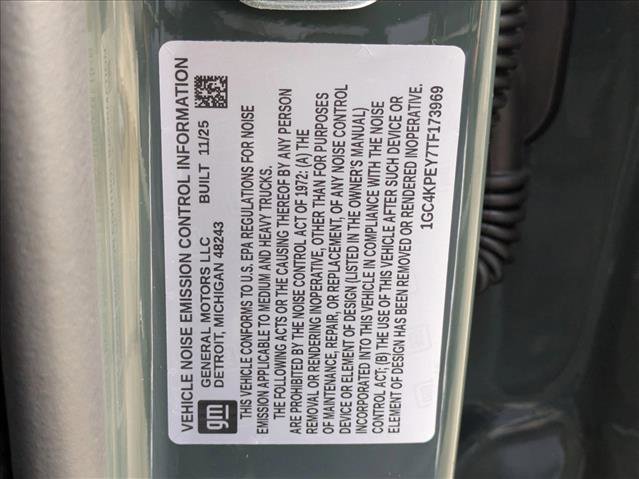 VEHICLE NOISE EMISSION CONTROL INFORMATION
gm
GENERAL MOTORS LLC BUILT 11/25
DETROIT, MICHIGAN 48243
THIS VEHICLE CONFORMS TO U.S. EPA REGULATIONS FOR NOISE
EMISSION APPLICABLE TO MEDIUM AND HEAVY TRUCKS.
THE FOLLOWING ACTS OR THE CAUSING THEREOF BY ANY PERSON
ARE PROHIBITED BY THE NOISE CONTROL ACT OF 1972: (A) THE
REMOVAL OR RENDERING INOPERATIVE, OTHER THAN FOR PURPOSES
OF MAINTENANCE, REPAIR, OR REPLACEMENT, OF ANY NOISE CONTROL
DEVICE OR ELEMENT OF DESIGN (LISTED IN THE OWNER'S MANUAL)
INCORPORATED INTO THIS VEHICLE IN COMPLIANCE WITH THE NOISE
CONTROL ACT; (B) THE USE OF THIS VEHICLE AFTER SUCH DEVICE OR
ELEMENT OF DESIGN HAS BEEN REMOVED OR RENDERED INOPERATIVE.
1GC4KPEY7TF173969